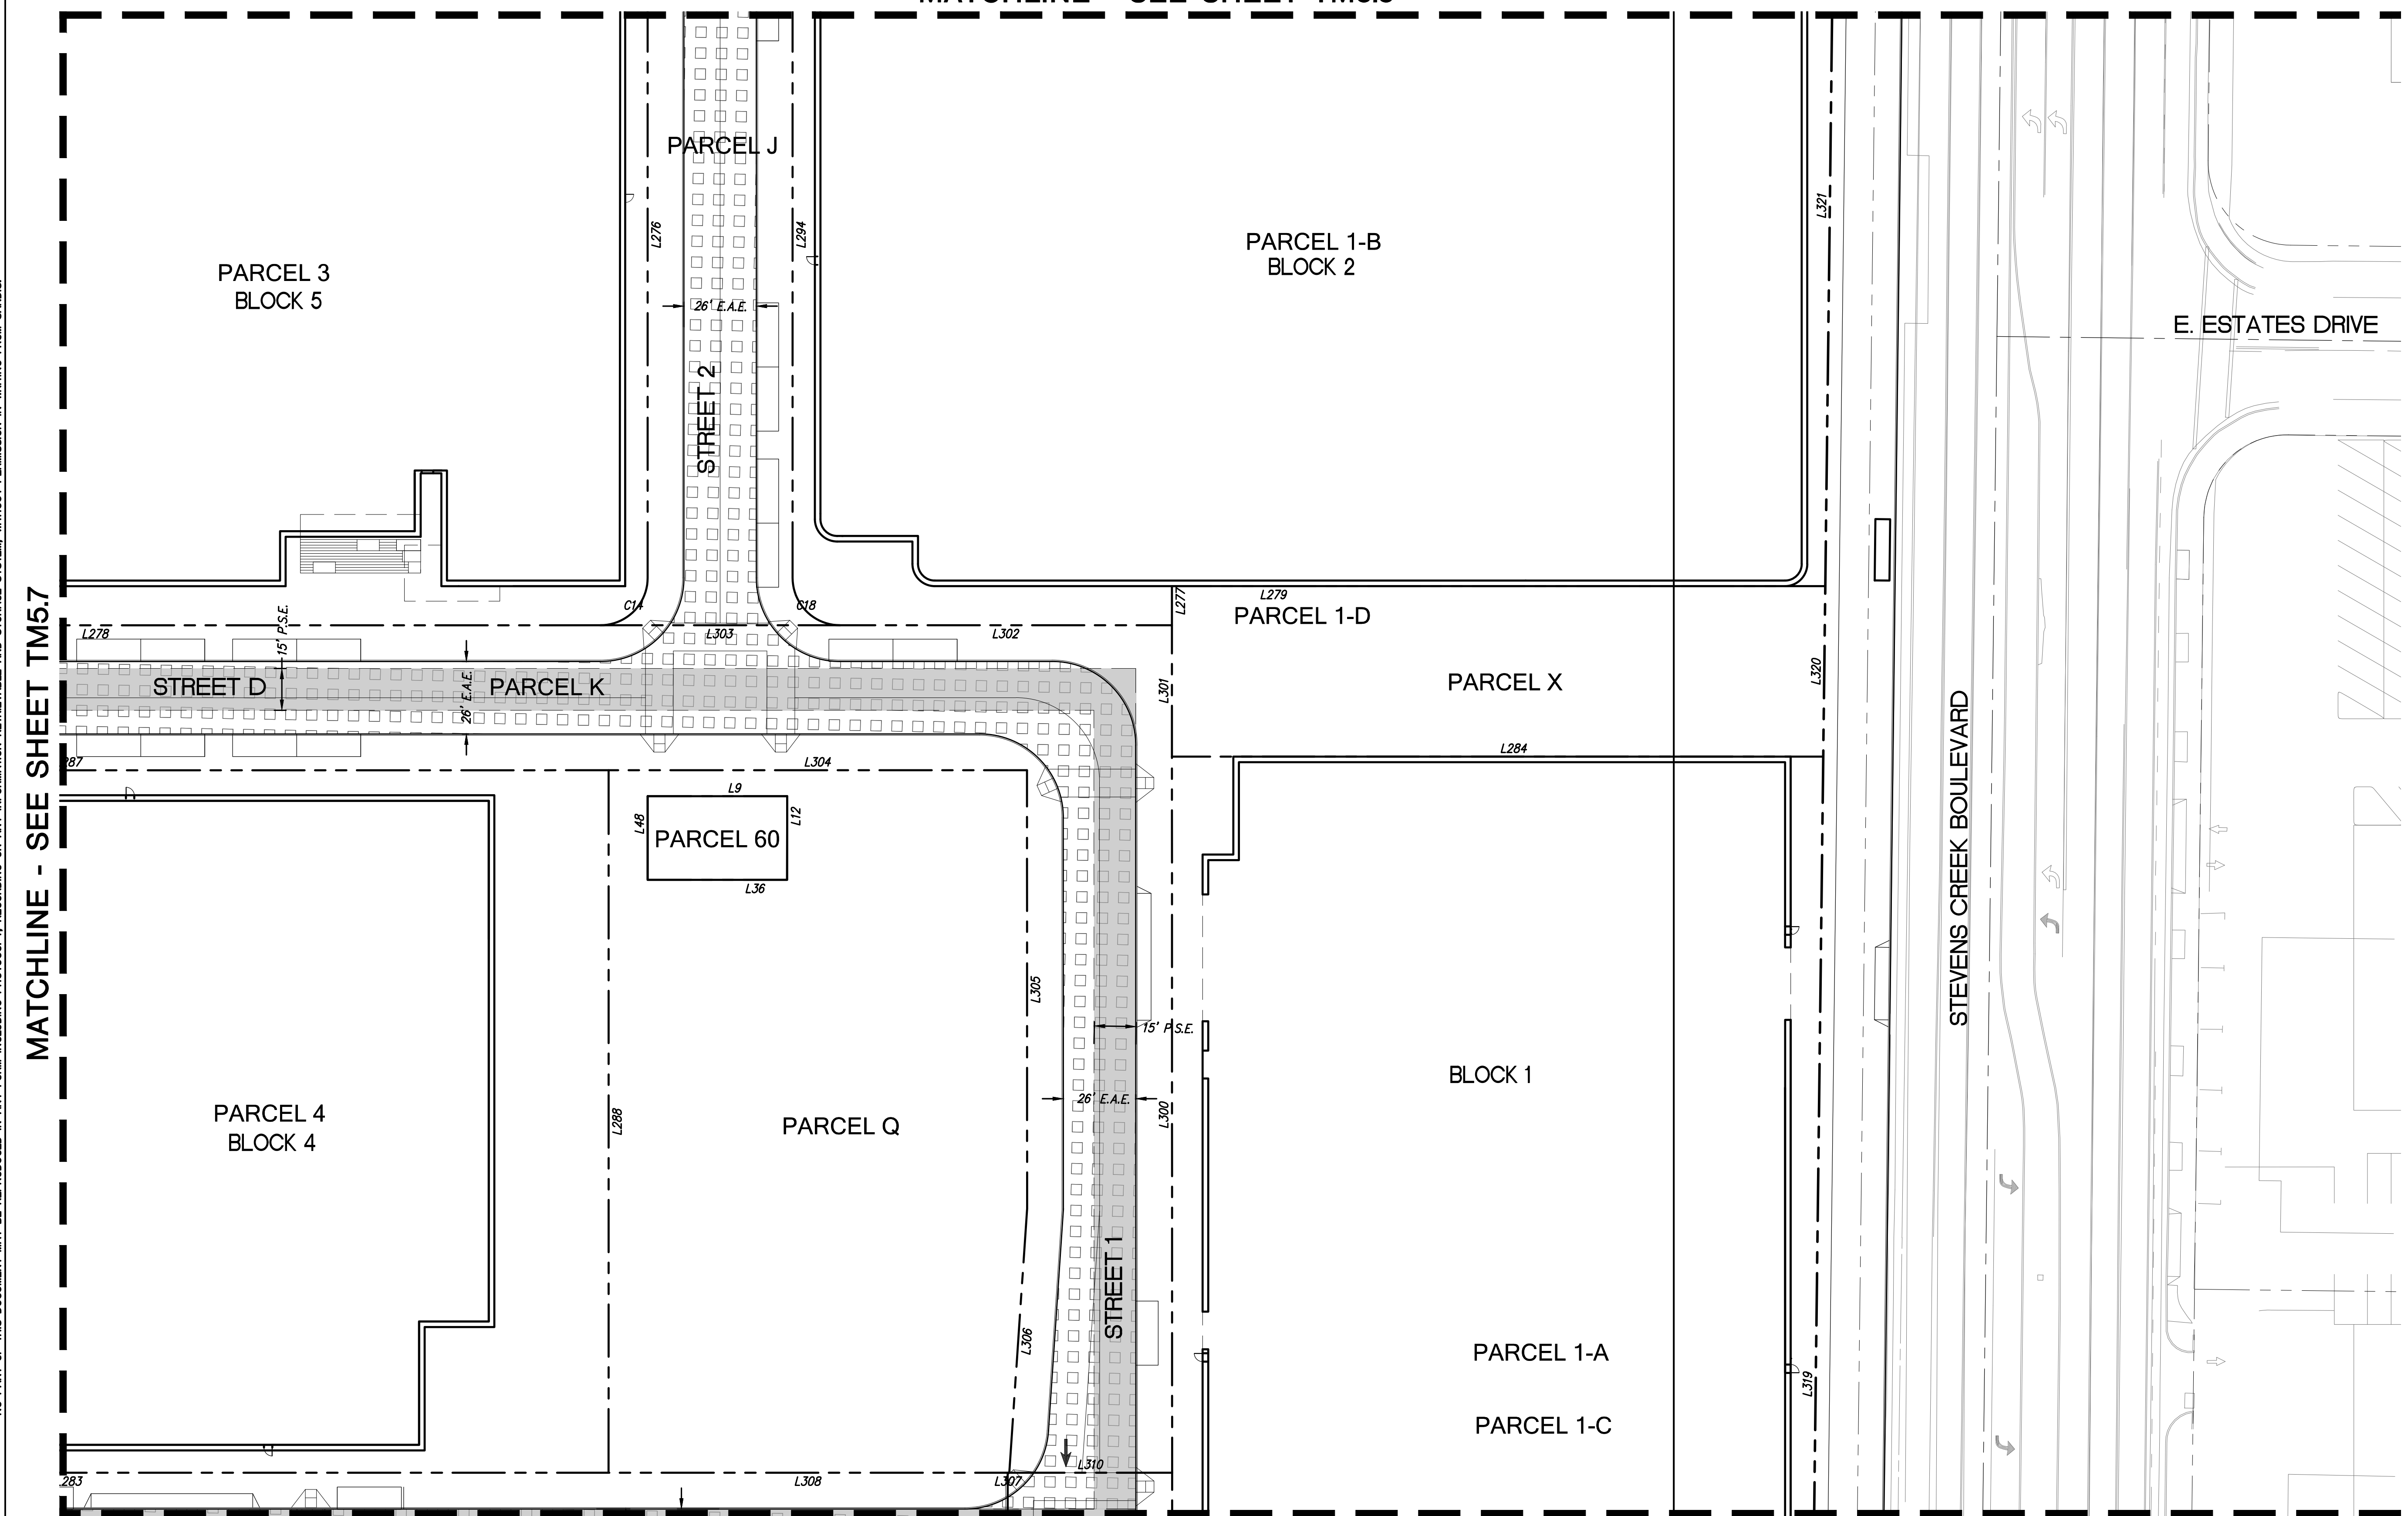 MATCHLINE - SEE SHEET TM5.7
PARCEL J
L276
L294
L321
PARCEL 3
BLOCK 5
PARCEL 1-B
BLOCK 2
26' E.A.E.
E. ESTATES DRIVE
STREET 2
C14
C18
L277
L279
PARCEL 1-D
L278
15' P.S.E.
L303
L302
STREET D
PARCEL K
26' E.A.E.
L301
PARCEL X
L320
STEVENS CREEK BOULEVARD
L284
L304
L9
L48
L12
PARCEL 60
L36
L305
15' P.S.E.
BLOCK 1
26' E.A.E.
L300
PARCEL 4
BLOCK 4
L288
PARCEL Q
STREET 1
L306
PARCEL 1-A
L319
PARCEL 1-C
L310
L308
L307